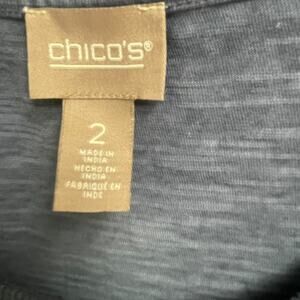 chico's®
2
MADE IN
INDIA
HECHO EN
INDIA
FABRIQUÉ EN
INDE